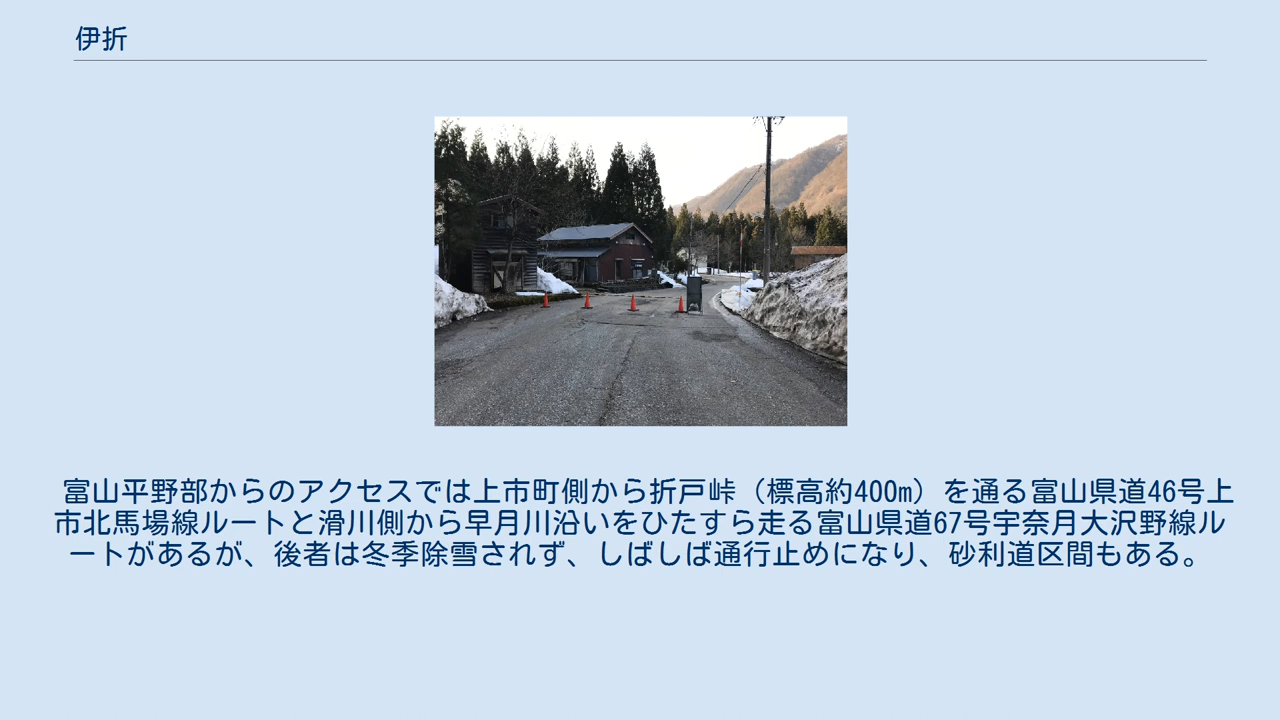 伊折
富山平野部からのアクセスでは上市町側から折戸峠（標高約400m）を通る富山県道46号上
市北馬場線ルートと滑川側から早月川沿いをひたすら走る富山県道67号宇奈月大沢野線ル
ートがあるが、後者は冬季除雪されず、しばしば通行止めになり、砂利道区間もある。